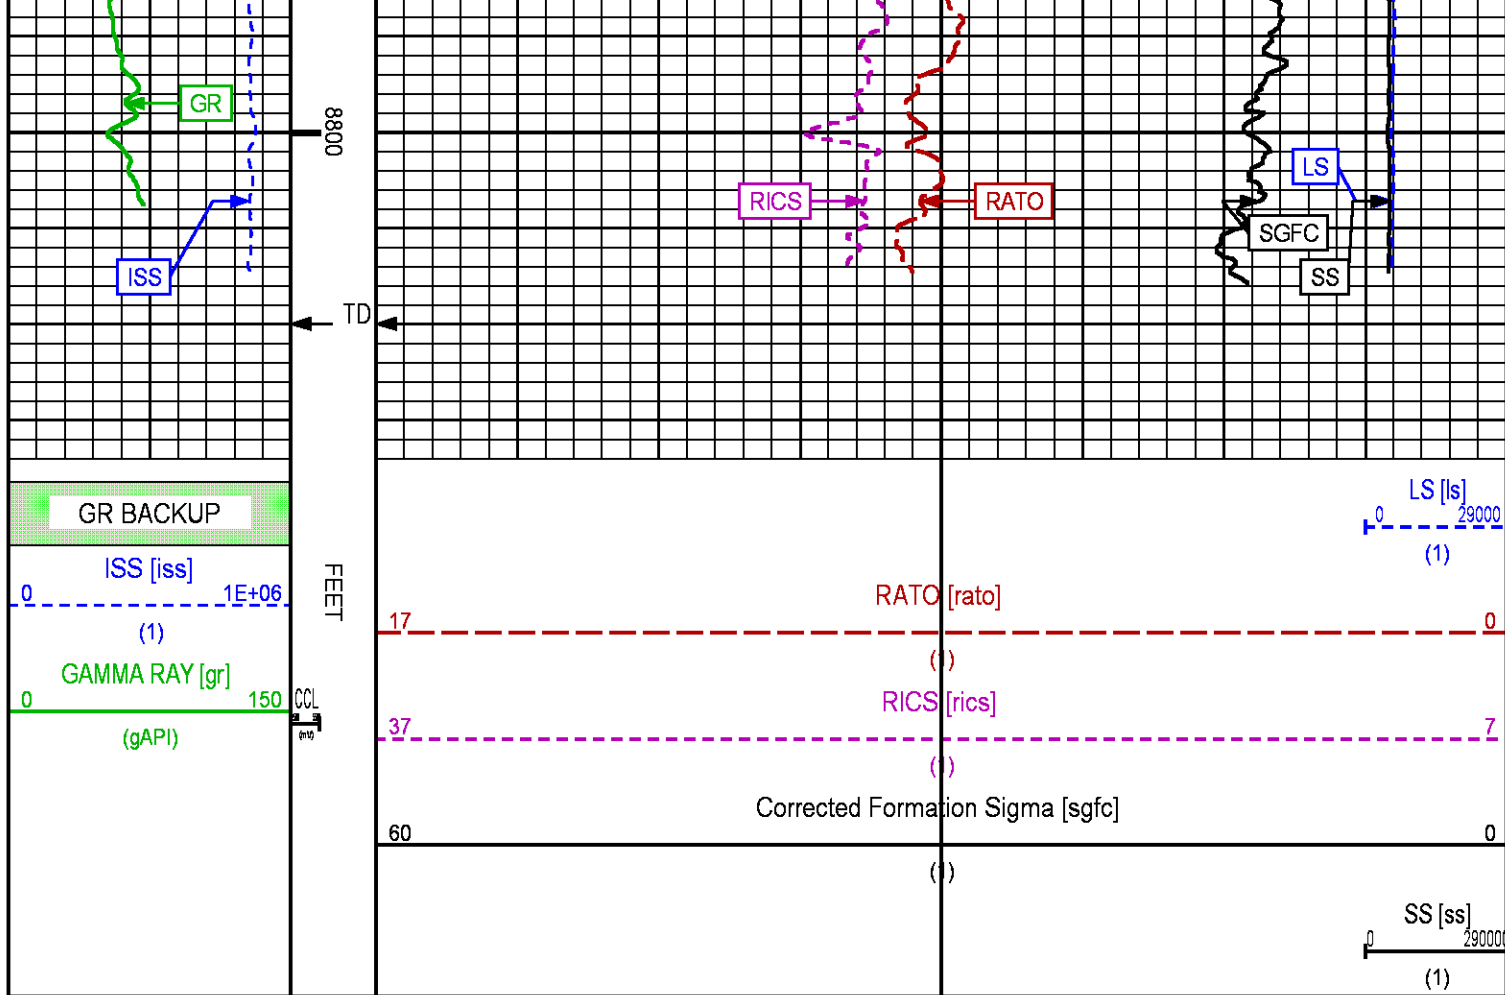 GR
8800
LS
RICS
RATO
SGFC
ISS
SS
TD
GR BACKUP
LS [ls]
0 29000
(1)
ISS [iss]
0 1E+06
(1)
FEET
RATO [rato]
17 0
(1)
GAMMA RAY [gr]
0 150
(gAPI)
CCL
RICS [rics]
37 7
(1)
Corrected Formation Sigma [sgfc]
60 0
(1)
SS [ss]
0 290000
(1)